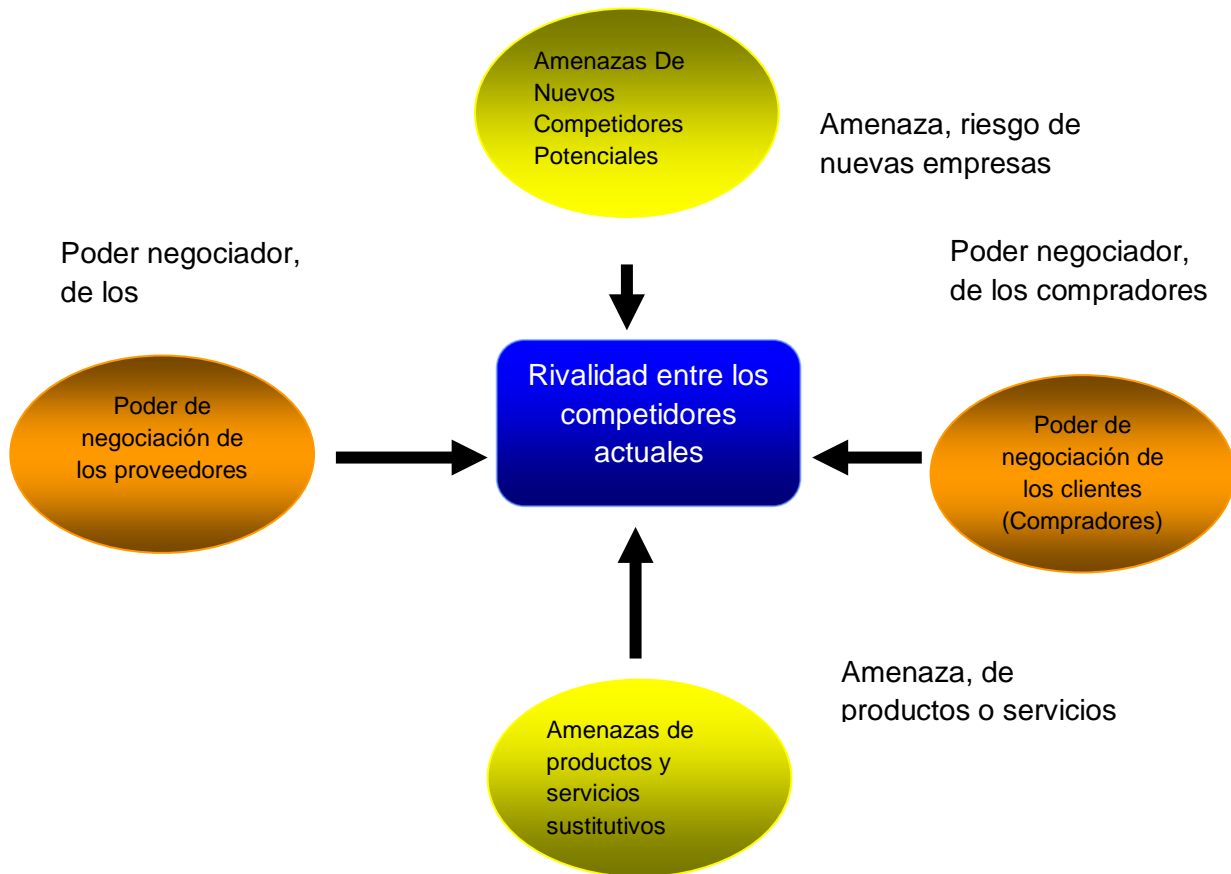 Amenazas De
Nuevos
Competidores
Potenciales
Amenaza, riesgo de
nuevas empresas
Poder negociador,
de los
Poder negociador,
de los compradores
Rivalidad entre los
competidores
actuales
Poder de
negociación de
los proveedores
Poder de
negociación de
los clientes
(Compradores)
Amenaza, de
productos o servicios
Amenazas de
productos y
servicios
sustitutivos